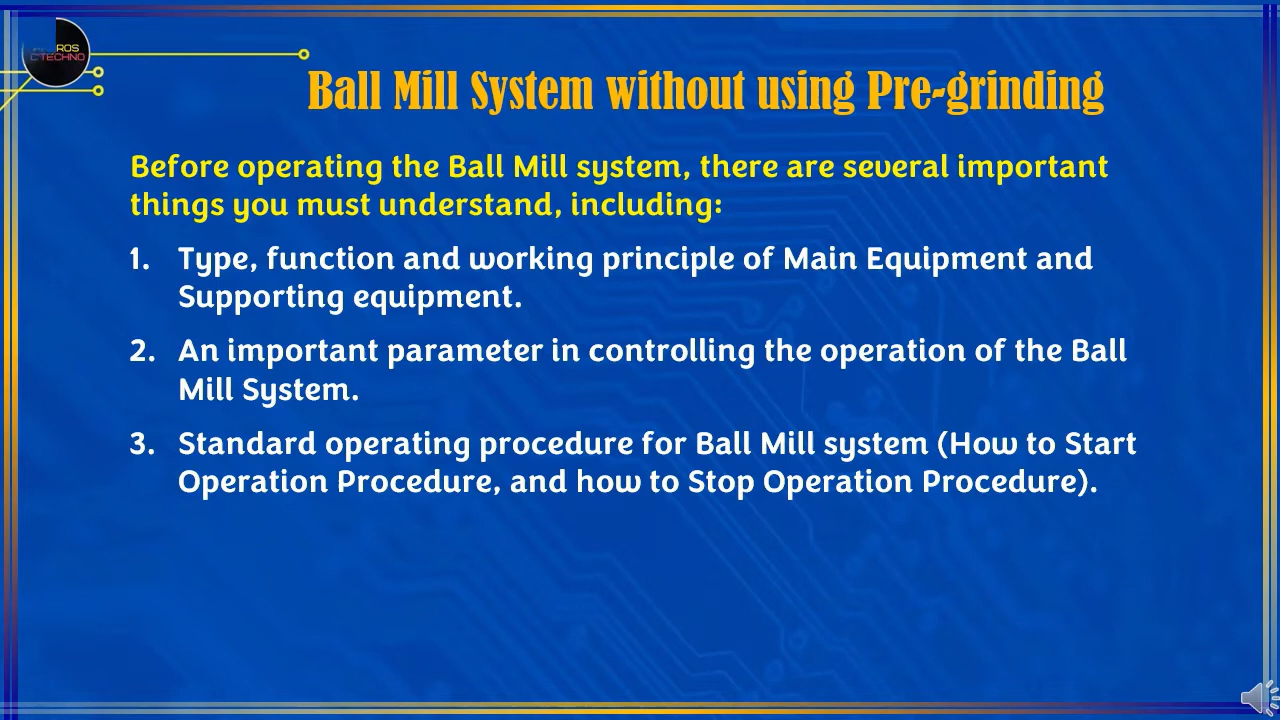 ROS
TECHNO
Ball Mill System without using Pre-grinding
Before operating the Ball Mill system, there are several important
things you must understand, including:
1. Type, function and working principle of Main Equipment and
Supporting equipment.
2. An important parameter in controlling the operation of the Ball
Mill System.
3. Standard operating procedure for Ball Mill system (How to Start
Operation Procedure, and how to Stop Operation Procedure).